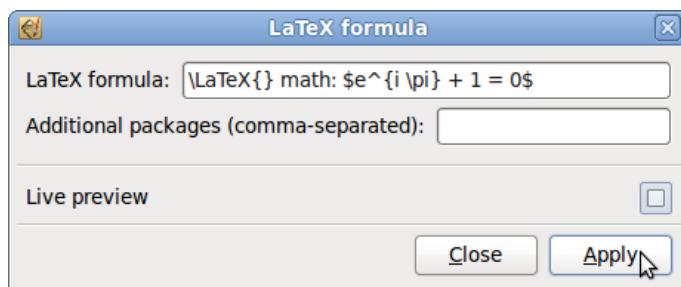 LaTeX formula
LaTeX formula: \LaTeX{} math: $e^{i \pi} + 1 = 0$
Additional packages (comma-separated):
Live preview
Close Apply